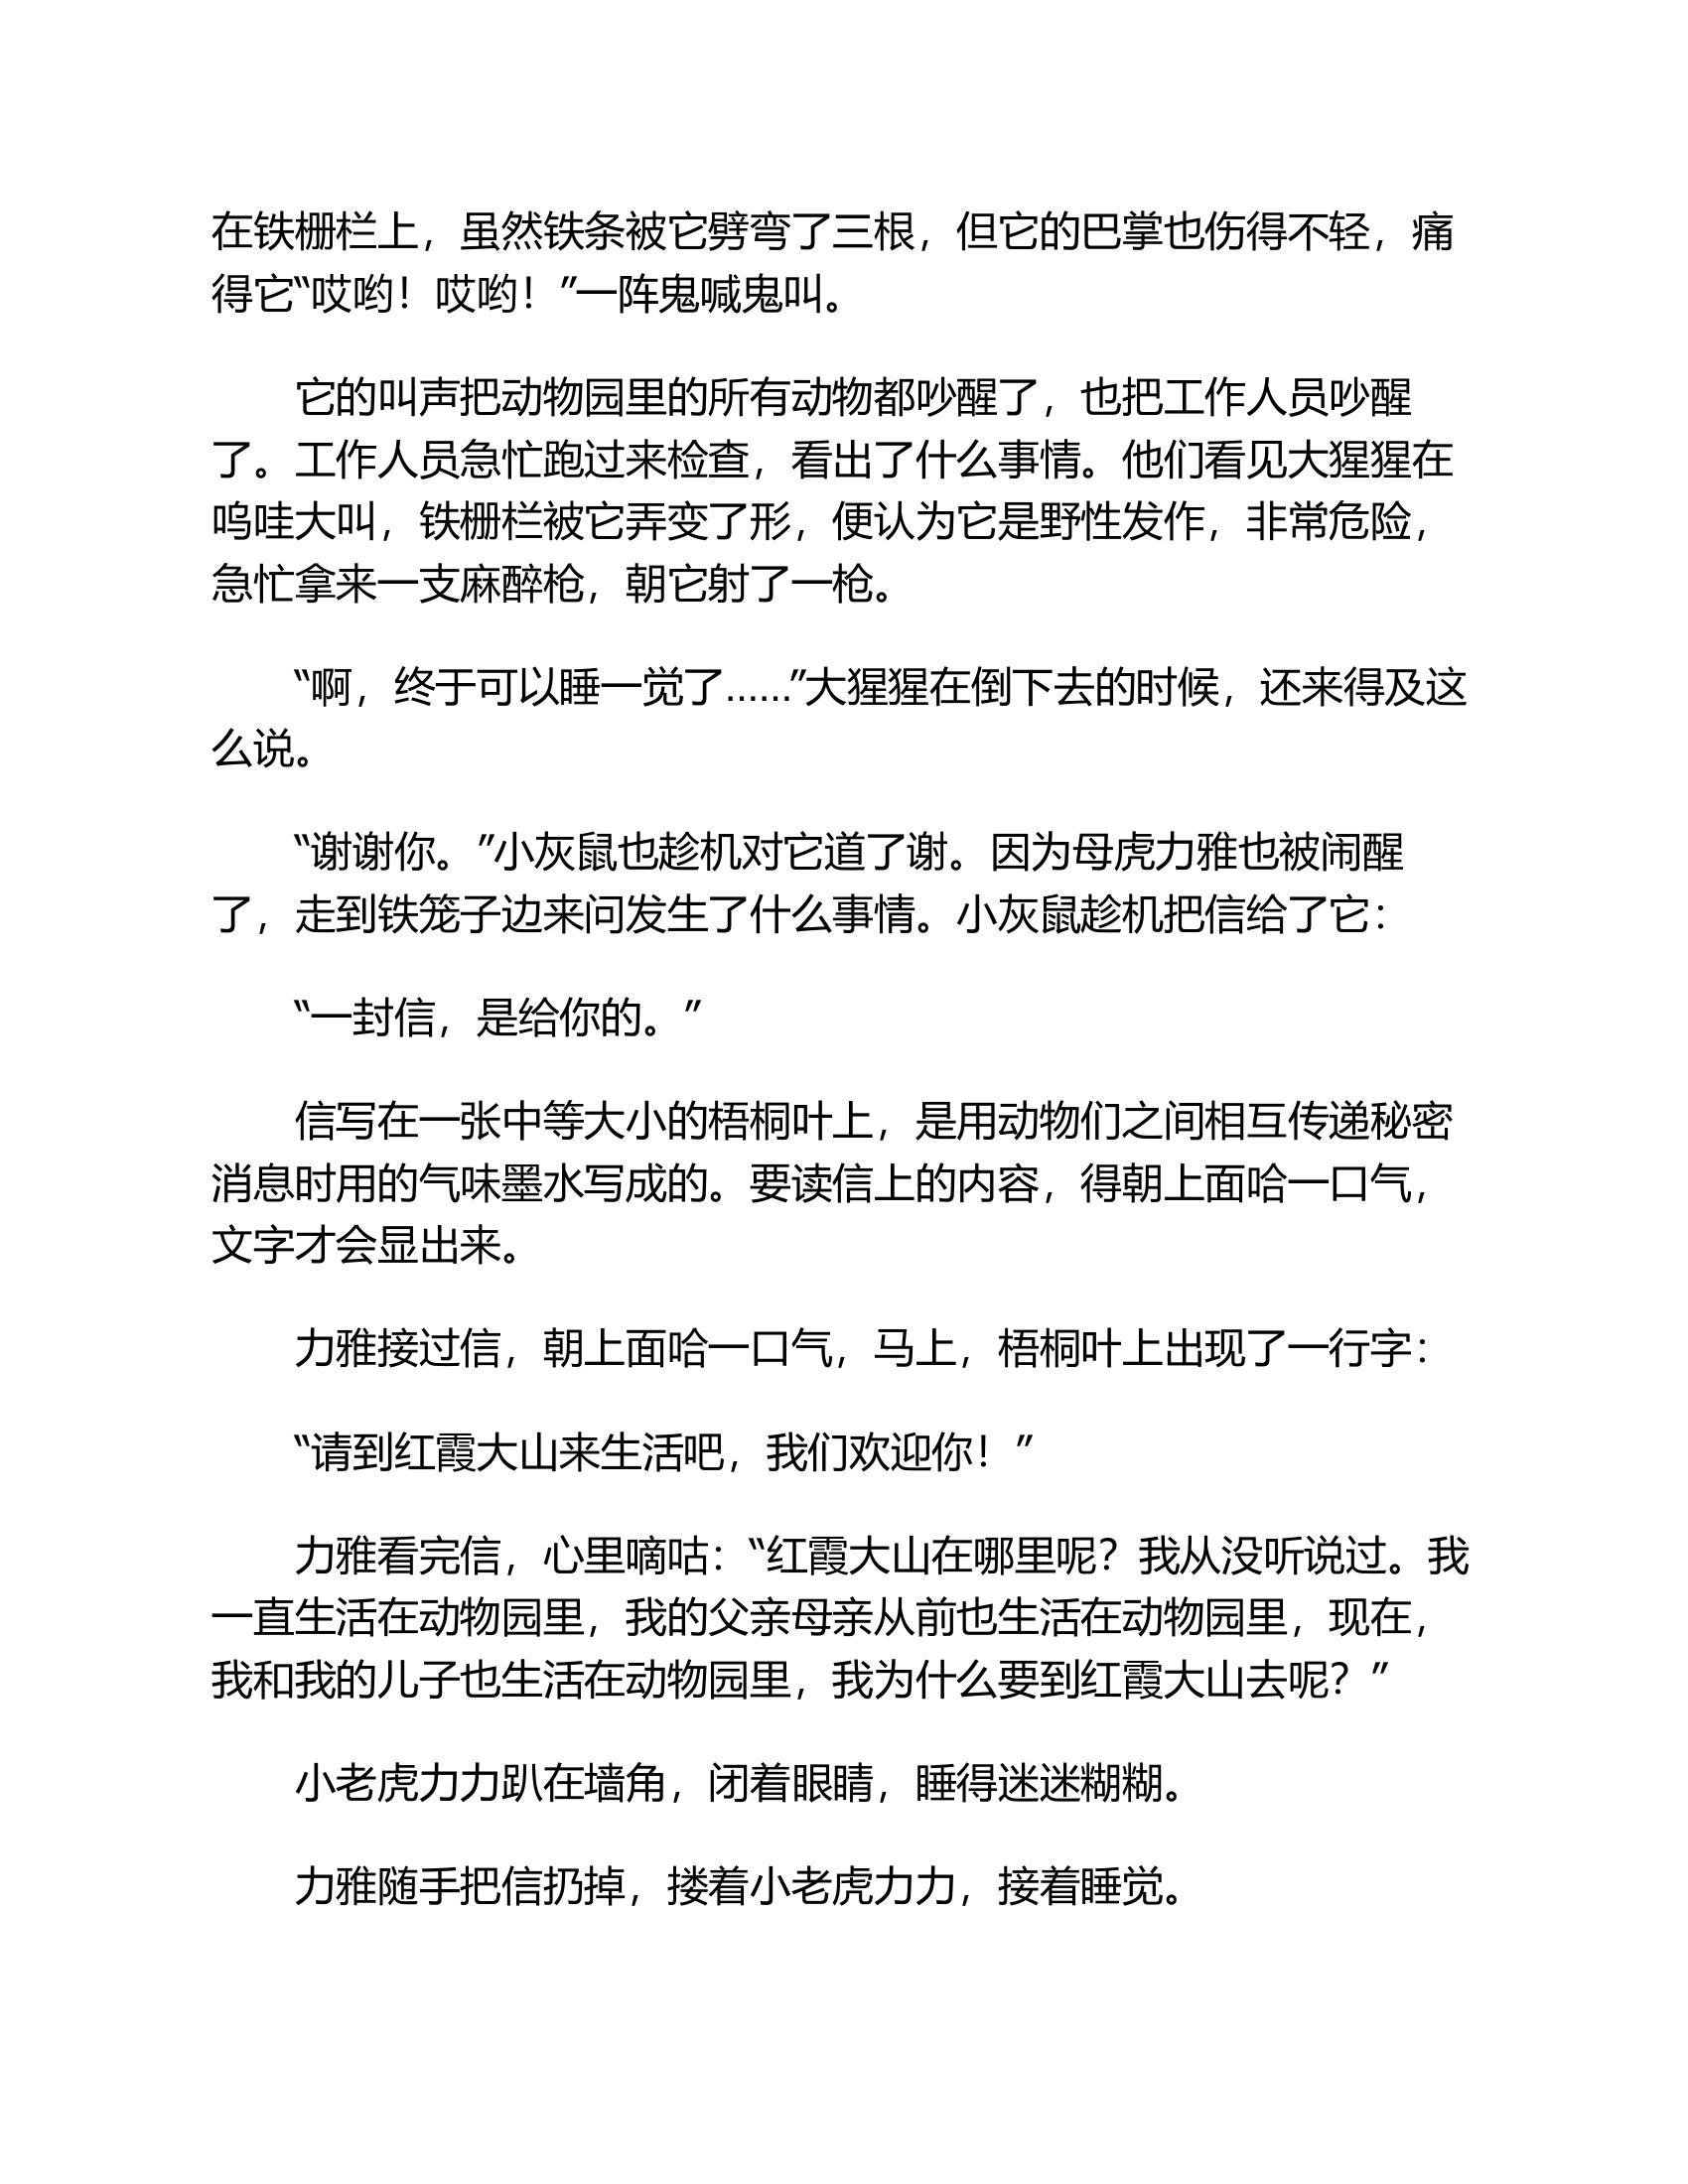 在铁栅栏上，虽然铁条被它劈弯了三根，但它的巴掌也伤得不轻，痛
得它“哎哟！哎哟！”一阵鬼喊鬼叫。
它的叫声把动物园里的所有动物都吵醒了，也把工作人员吵醒
了。工作人员急忙跑过来检查，看出了什么事情。他们看见大猩猩在
呜哇大叫，铁栅栏被它弄变了形，便认为它是野性发作，非常危险，
急忙拿来一支麻醉枪，朝它射了一枪。
“啊，终于可以睡一觉了……”大猩猩在倒下去的时候，还来得及这
么说。
“谢谢你。”小灰鼠也趁机对它道了谢。因为母虎力雅也被闹醒
了，走到铁笼子边来问发生了什么事情。小灰鼠趁机把信给了它：
“一封信，是给你的。”
信写在一张中等大小的梧桐叶上，是用动物们之间相互传递秘密
消息时用的气味墨水写成的。要读信上的内容，得朝上面哈一口气，
文字才会显出来。
力雅接过信，朝上面哈一口气，马上，梧桐叶上出现了一行字：
“请到红霞大山来生活吧，我们欢迎你！”
力雅看完信，心里嘀咕：“红霞大山在哪里呢？我从没听说过。我
一直生活在动物园里，我的父亲母亲从前也生活在动物园里，现在，
我和我的儿子也生活在动物园里，我为什么要到红霞大山去呢？”
小老虎力力趴在墙角，闭着眼睛，睡得迷迷糊糊。
力雅随手把信扔掉，搂着小老虎力力，接着睡觉。